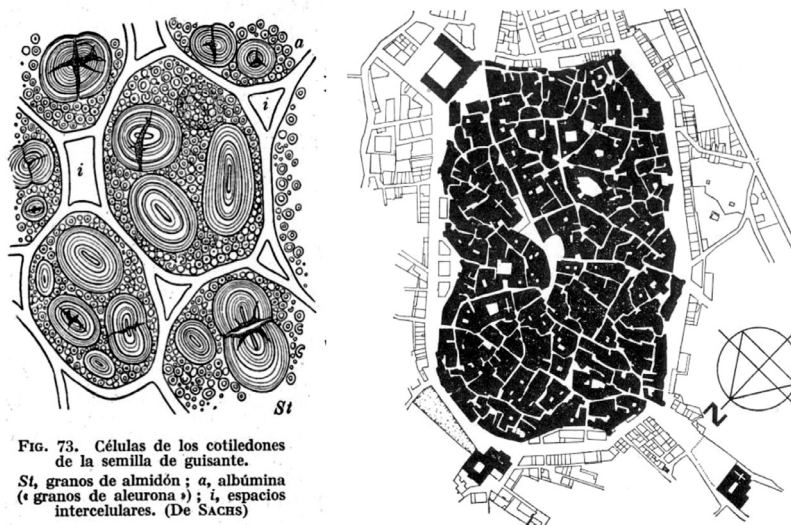 a
i
i
St
FIG. 73. Células de los cotiledones
de la semilla de guisante.
St, granos de almidón ; a, albúmina
(« granos de aleurona ») ; i, espacios
intercelulares. (De SACHS)
N